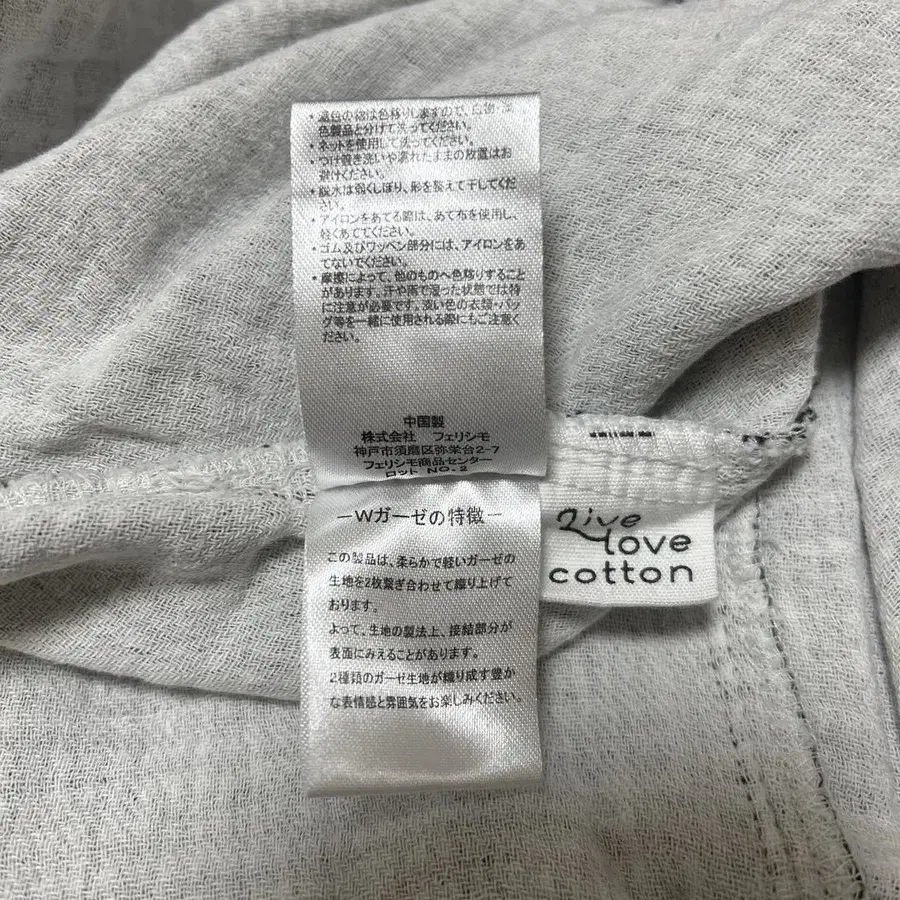 ・濃色の物は色移りしますので、白物・淡
色製品と分けて洗ってください。
・ネットを使用して洗ってください。
・つけ置き洗いや濡れたままの放置はお
避けください。
・脱水は弱くしぼり、形を整えて干してくだ
さい。
・アイロンをあてる際は、あて布を使用し、
軽くあててください。
・ゴム及びワッペン部分には、アイロンをあ
てないでください。
・摩擦によって、他のものへ色移りすること
があります。汗や雨で湿った状態では特
に注意が必要です。淡い色の衣類・バッ
グ等を一緒に使用される際にもご注意く
ださい。
中国製
株式会社 フェリシモ
神戸市須磨区弥栄台2-7
フェリシモ商品センター
ロット NO.2
—Wガーゼの特徴—
この製品は、柔らかで軽いガーゼの
生地を2枚繋ぎ合わせて織り上げて
おります。
よって、生地の製法上、接結部分が
表面にみえることがあります。
2種類のガーゼ生地が織り成す豊か
な表情感と雰囲気をお楽しみください。
Live
love
cotton